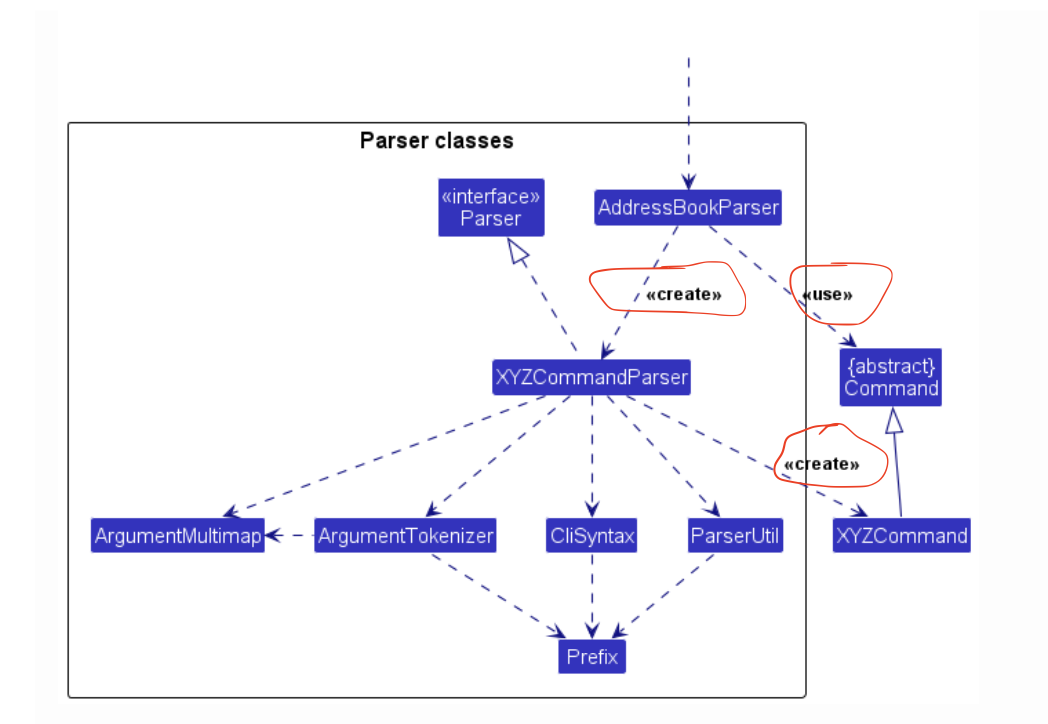 Parser classes
«interface»
Parser
AddressBookParser
«create»
«use»
XYZCommandParser
{abstract}
Command
«create»
ArgumentMultimap
ArgumentTokenizer
CliSyntax
ParserUtil
XYZCommand
Prefix